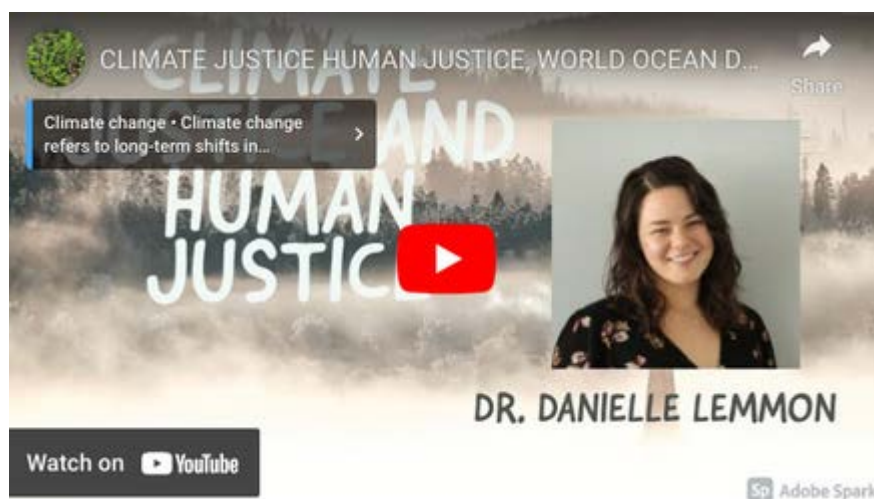 CLIMATE JUSTICE HUMAN JUSTICE, WORLD OCEAN D...
Share
Climate change • Climate change
refers to long-term shifts in...
CLIMATE
JUSTICE AND
HUMAN
JUSTICE
DR. DANIELLE LEMMON
Watch on YouTube
Sp Adobe Spark